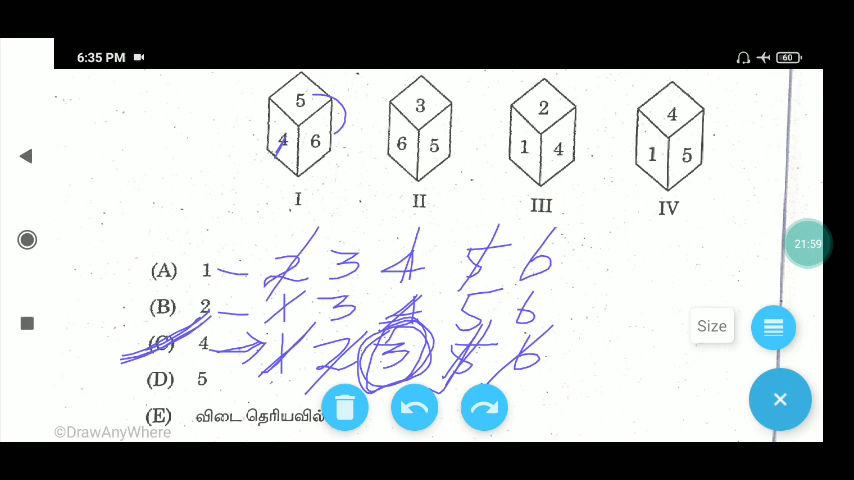 6:35 PM 60
5 3 2 4
4 6 6 5 1 4 1 5
I II III IV
21:59
(A) 1 – 2 3 4 5 6
(B) 2 – 1 3 4 5 6
Size
(C) 4 → 1 2 3 5 6
(D) 5
(E) விடை தெரியவில்
©DrawAnyWhere